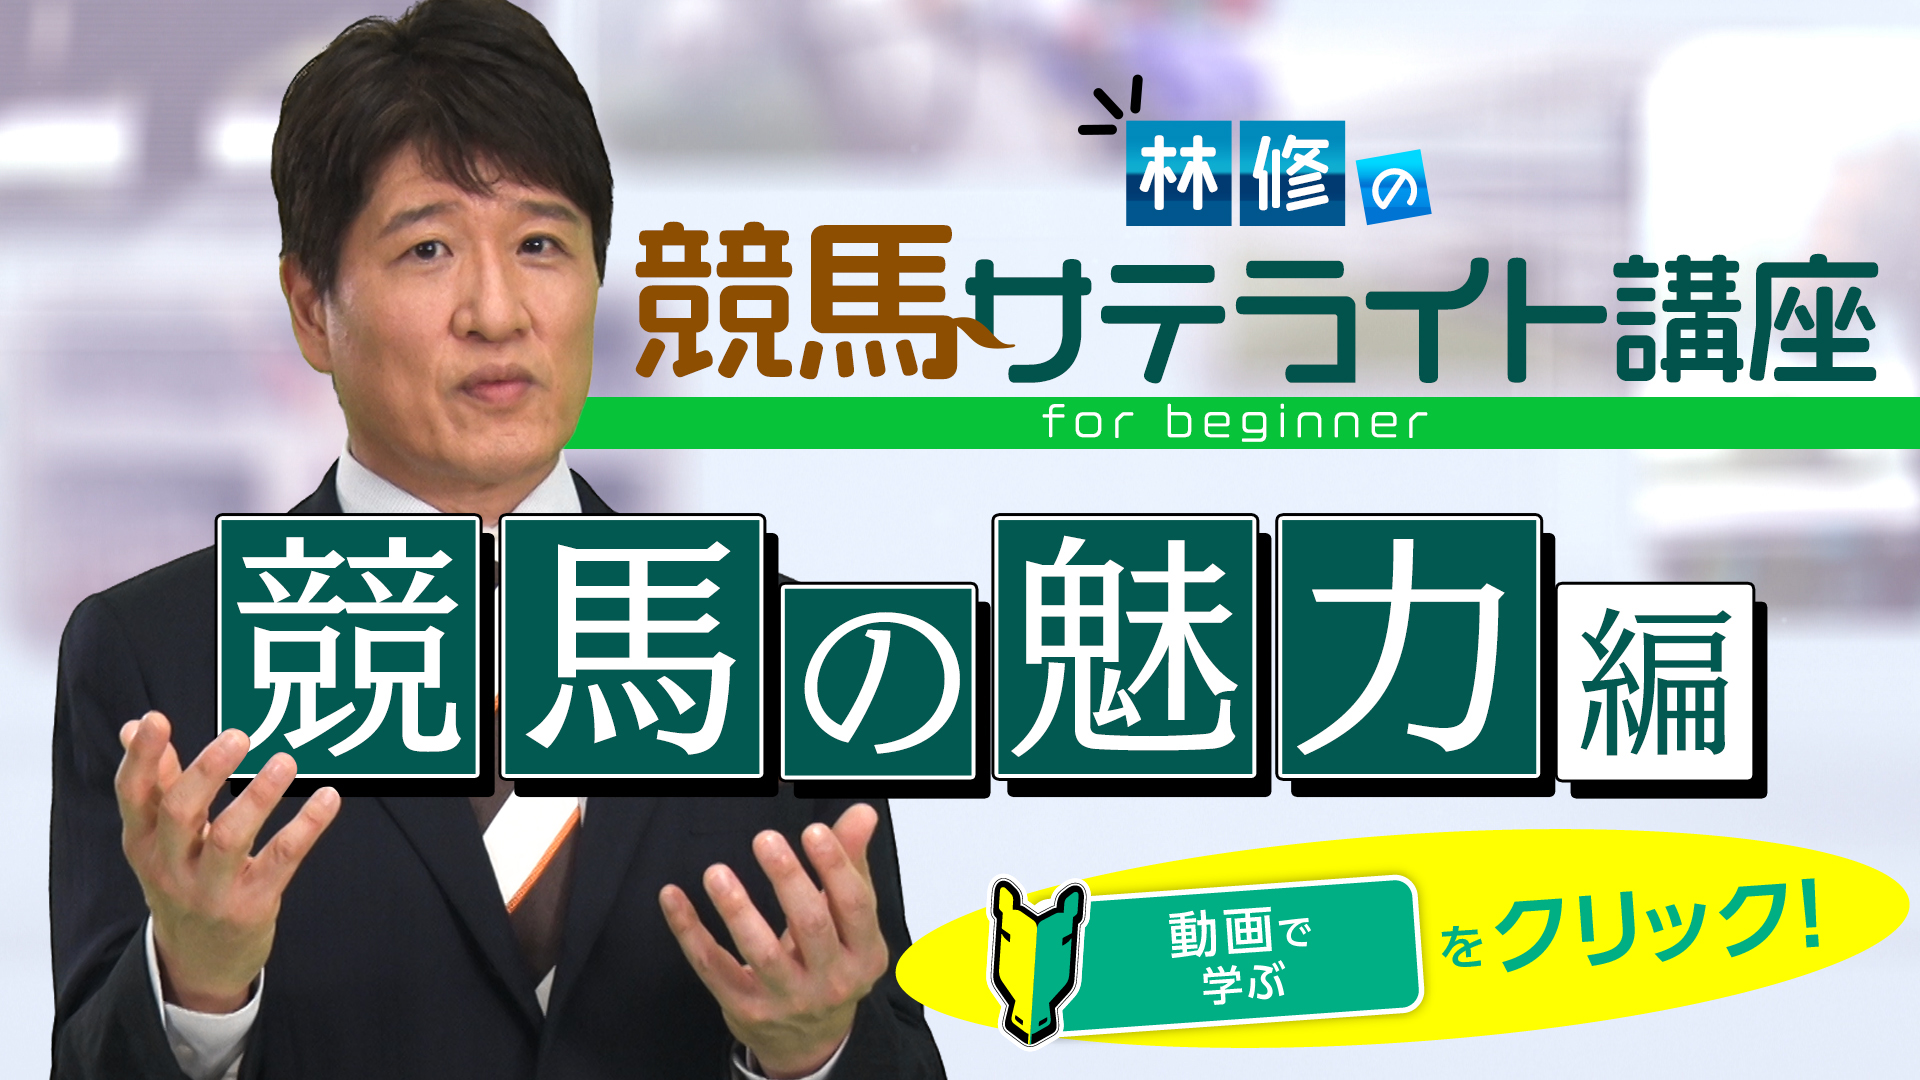 林修の
競馬サテライト講座
for beginner
競馬の魅力編
動画で
学ぶ
をクリック!